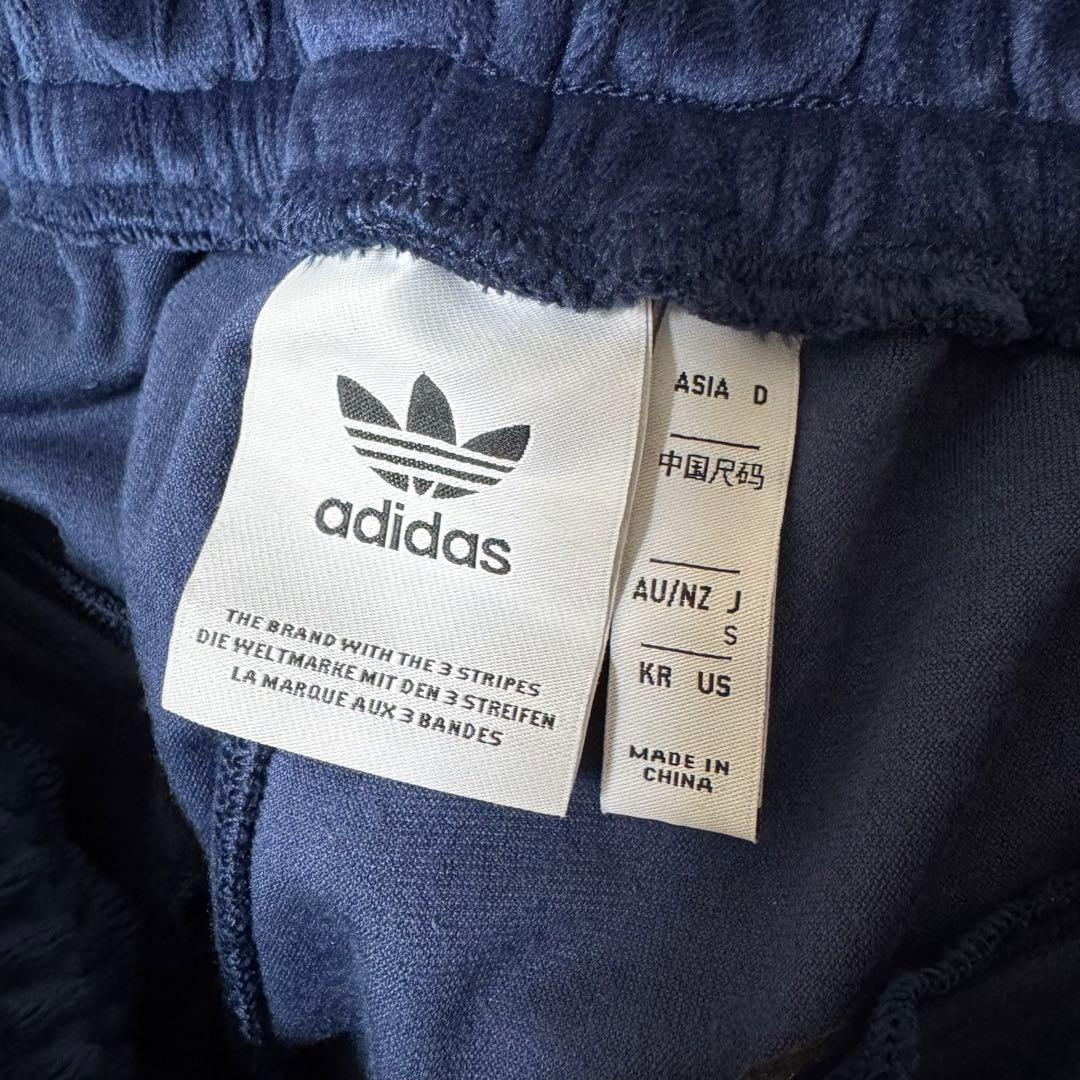 adidas
THE BRAND WITH THE 3 STRIPES
DIE WELTMARKE MIT DEN 3 STREIFEN
LA MARQUE AUX 3 BANDES
ASIA D
中国尺码
AU/NZ J
S
KR US
MADE IN
CHINA